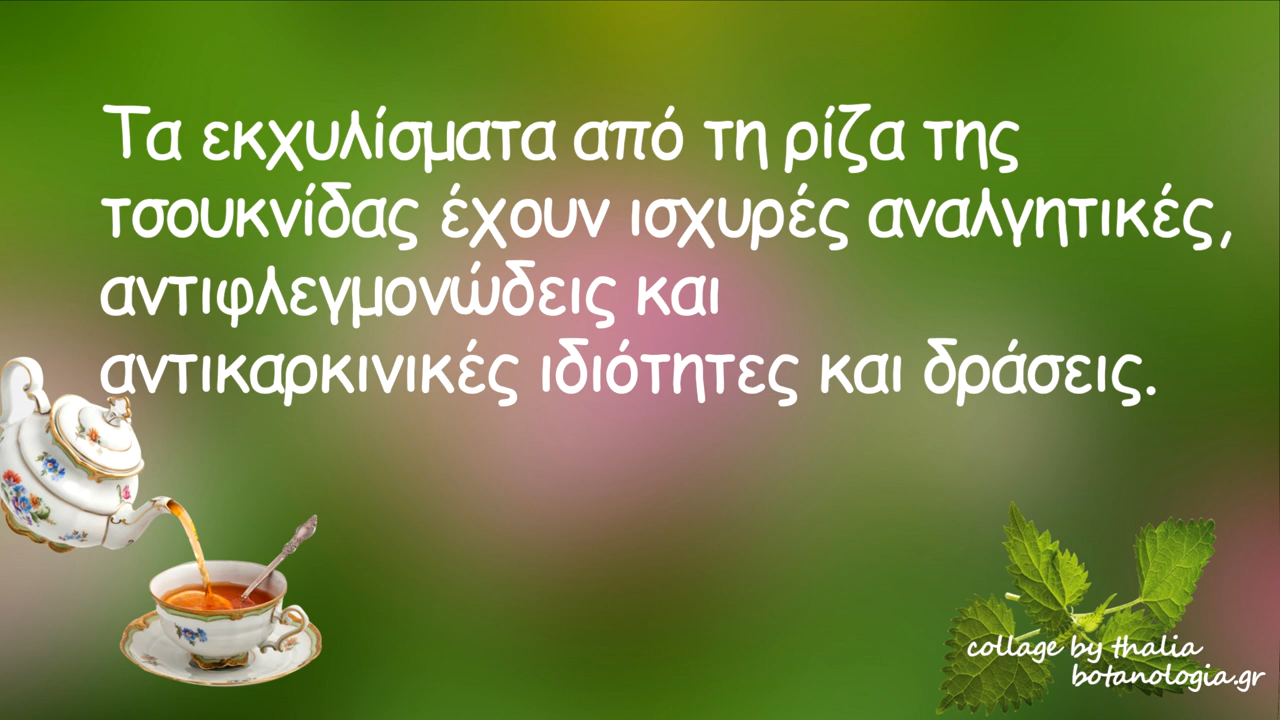 Τα εκχυλίσματα από τη ρίζα της
τσουκνίδας έχουν ισχυρές αναλγητικές,
αντιφλεγμονώδεις και
αντικαρκινικές ιδιότητες και δράσεις.
collage by thalia
botanologia.gr